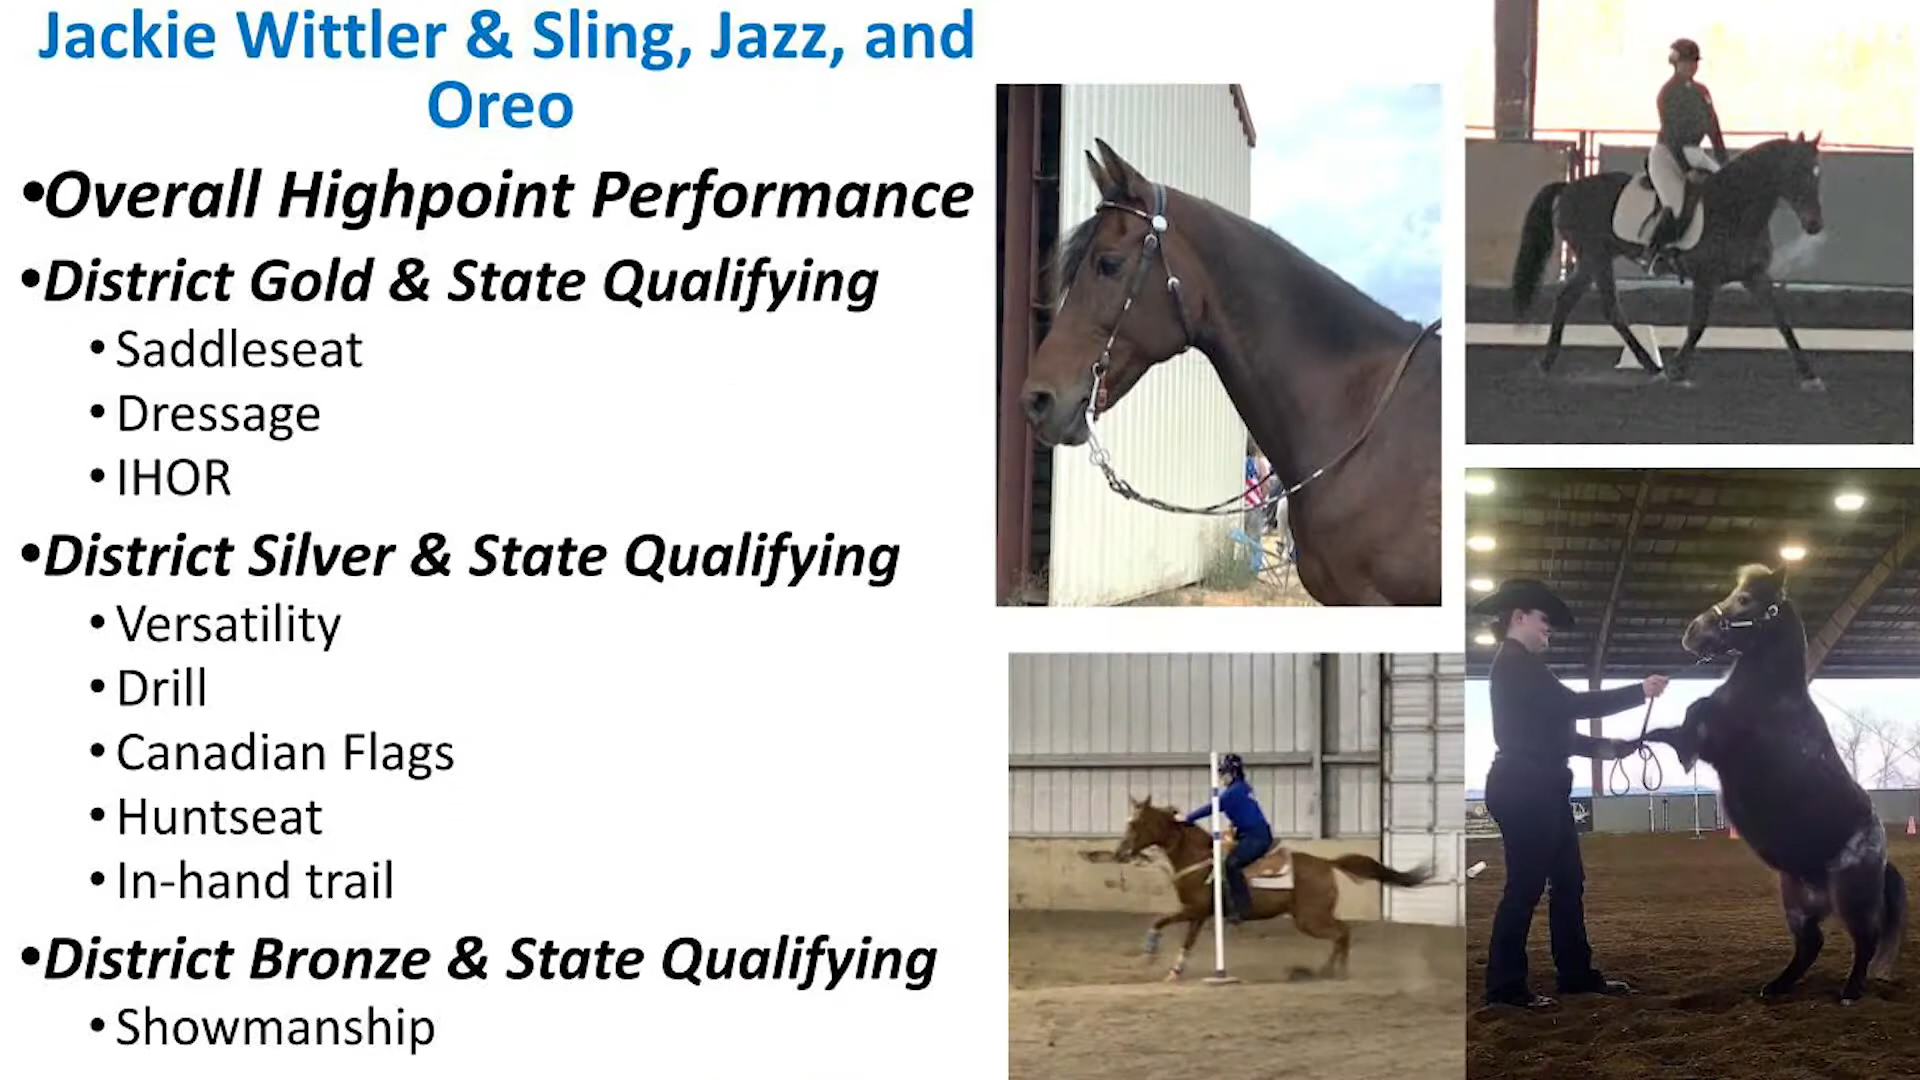 Jackie Wittler & Sling, Jazz, and
Oreo
•Overall Highpoint Performance
•District Gold & State Qualifying
• Saddleseat
• Dressage
• IHOR
•District Silver & State Qualifying
• Versatility
• Drill
• Canadian Flags
• Huntseat
• In-hand trail
•District Bronze & State Qualifying
• Showmanship